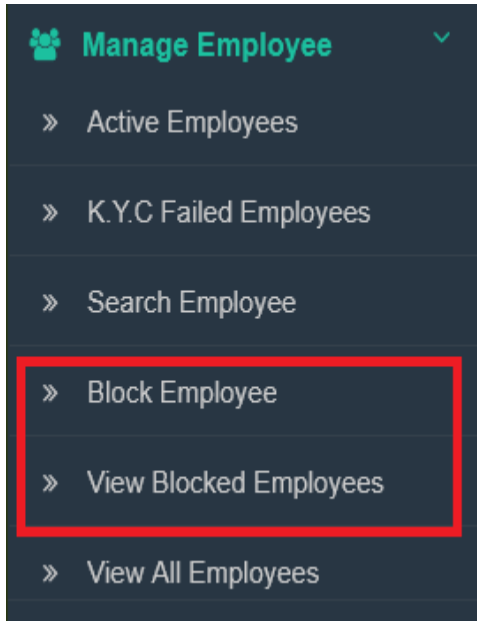 Manage Employee
Active Employees
K.Y.C Failed Employees
Search Employee
Block Employee
View Blocked Employees
View All Employees